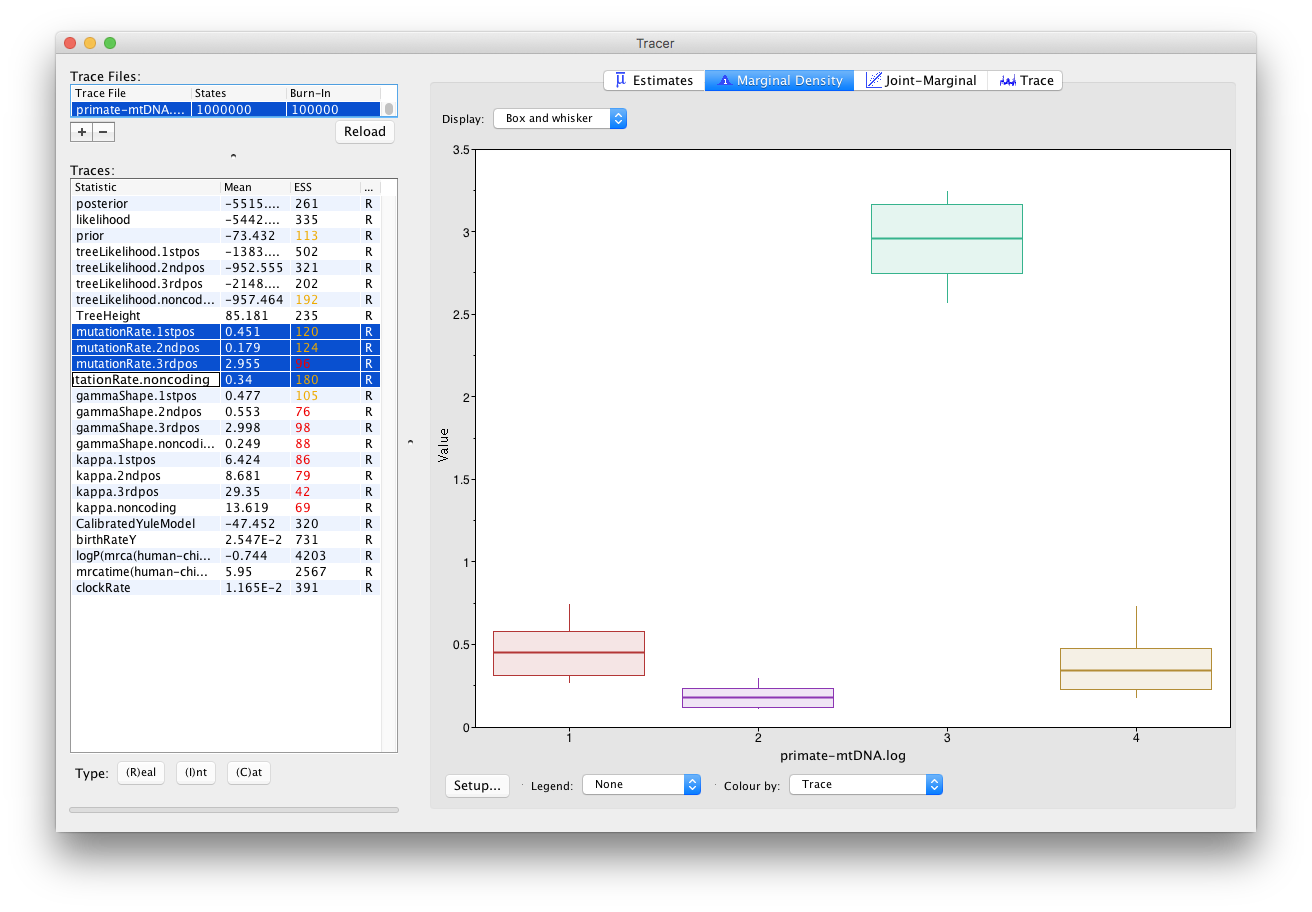 Tracer
Trace Files:
Trace File States Burn-In
primate-mtDNA.... 1000000 100000
+ − Reload
Traces:
Statistic Mean ESS ...
posterior -5515.... 261 R
likelihood -5442.... 335 R
prior -73.432 113 R
treeLikelihood.1stpos -1383.... 502 R
treeLikelihood.2ndpos -952.555 321 R
treeLikelihood.3rdpos -2148.... 202 R
treeLikelihood.noncod... -957.464 192 R
TreeHeight 85.181 235 R
mutationRate.1stpos 0.451 120 R
mutationRate.2ndpos 0.179 124 R
mutationRate.3rdpos 2.955 96 R
tationRate.noncoding 0.34 180 R
gammaShape.1stpos 0.477 105 R
gammaShape.2ndpos 0.553 76 R
gammaShape.3rdpos 2.998 98 R
gammaShape.noncodi... 0.249 88 R
kappa.1stpos 6.424 86 R
kappa.2ndpos 8.681 79 R
kappa.3rdpos 29.35 42 R
kappa.noncoding 13.619 69 R
CalibratedYuleModel -47.452 320 R
birthRateY 2.547E-2 731 R
logP(mrca(human-chi... -0.744 4203 R
mrcatime(human-chi... 5.95 2567 R
clockRate 1.165E-2 391 R
Type: (R)eal (I)nt (C)at
Estimates Marginal Density Joint-Marginal Trace
Display: Box and whisker
3.5
3
2.5
2
1.5
1
0.5
0
Value
1 2 3 4
primate-mtDNA.log
Setup... Legend: None Colour by: Trace